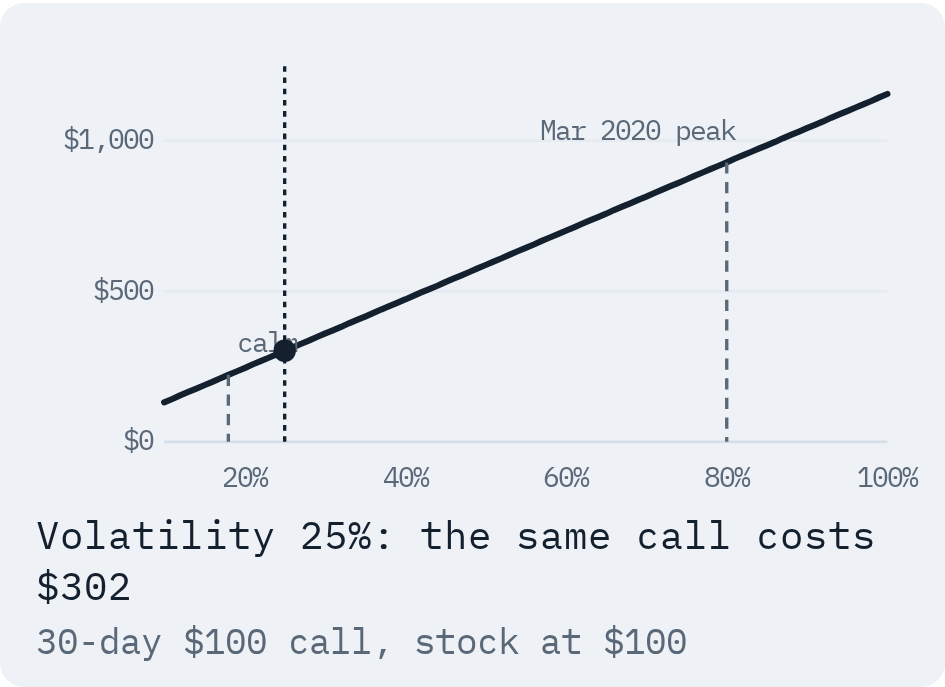 Mar 2020 peak
$1,000
$500
calm
$0
20% 40% 60% 80% 100%
Volatility 25%: the same call costs
$302
30-day $100 call, stock at $100